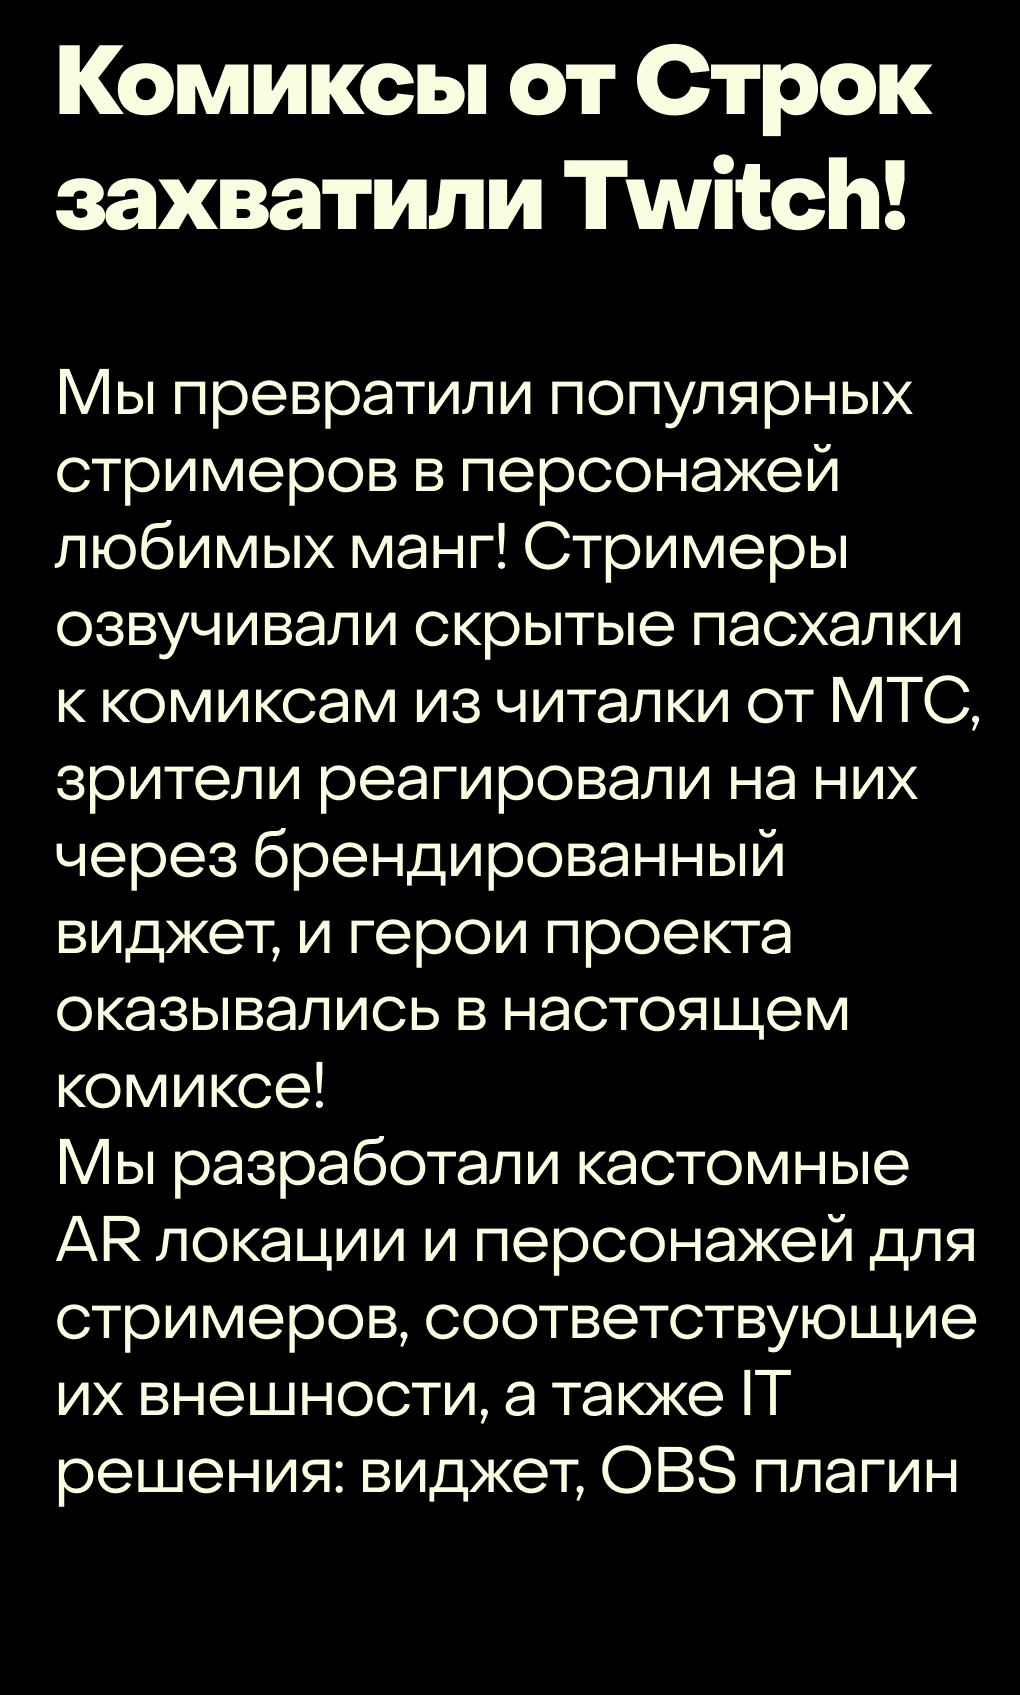 Комиксы от Строк
захватили Twitch!
Мы превратили популярных
стримеров в персонажей
любимых манг! Стримеры
озвучивали скрытые пасхалки
к комиксам из читалки от МТС,
зрители реагировали на них
через брендированный
виджет, и герои проекта
оказывались в настоящем
комиксе!
Мы разработали кастомные
AR локации и персонажей для
стримеров, соответствующие
их внешности, а также IT
решения: виджет, OBS плагин